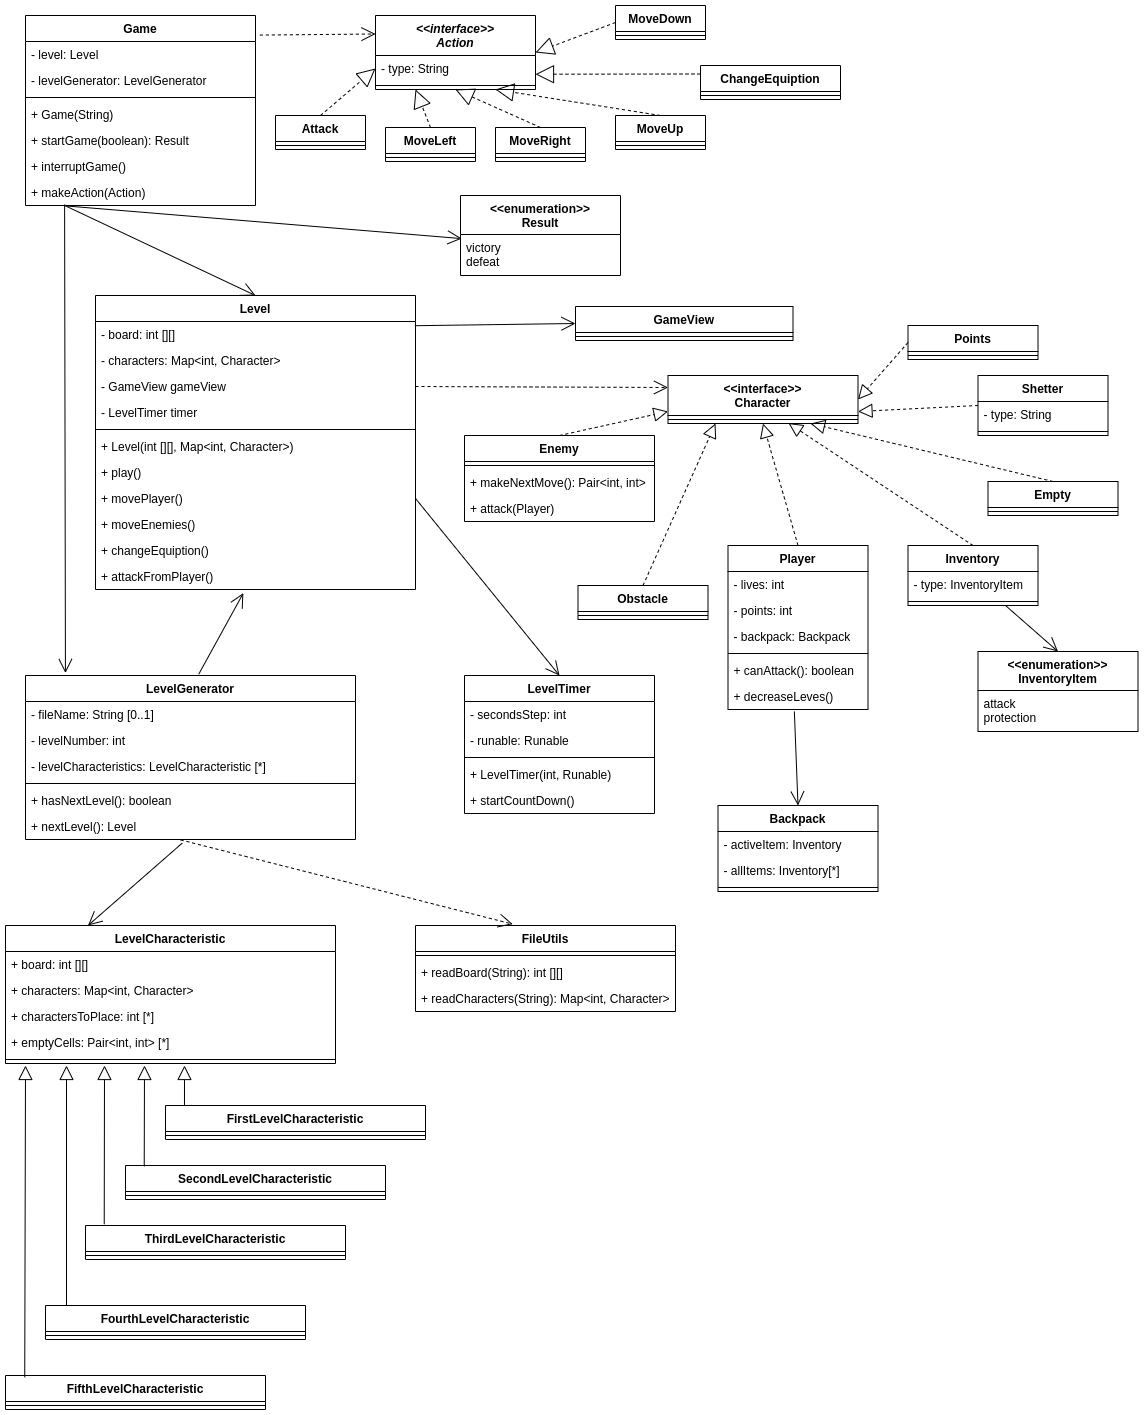 Game
- level: Level
- levelGenerator: LevelGenerator
+ Game(String)
+ startGame(boolean): Result
+ interruptGame()
+ makeAction(Action)
<<interface>>
Action
- type: String
MoveDown
ChangeEquiption
Attack
MoveLeft
MoveRight
MoveUp
<<enumeration>>
Result
victory
defeat
Level
- board: int [][]
- characters: Map<int, Character>
- GameView gameView
- LevelTimer timer
+ Level(int [][], Map<int, Character>)
+ play()
+ movePlayer()
+ moveEnemies()
+ changeEquiption()
+ attackFromPlayer()
GameView
<<interface>>
Character
Points
Shetter
- type: String
Enemy
+ makeNextMove(): Pair<int, int>
+ attack(Player)
Empty
Obstacle
Player
- lives: int
- points: int
- backpack: Backpack
+ canAttack(): boolean
+ decreaseLeves()
Inventory
- type: InventoryItem
<<enumeration>>
InventoryItem
attack
protection
LevelGenerator
- fileName: String [0..1]
- levelNumber: int
- levelCharacteristics: LevelCharacteristic [*]
+ hasNextLevel(): boolean
+ nextLevel(): Level
LevelTimer
- secondsStep: int
- runable: Runable
+ LevelTimer(int, Runable)
+ startCountDown()
Backpack
- activeItem: Inventory
- allItems: Inventory[*]
LevelCharacteristic
+ board: int [][]
+ characters: Map<int, Character>
+ charactersToPlace: int [*]
+ emptyCells: Pair<int, int> [*]
FileUtils
+ readBoard(String): int [][]
+ readCharacters(String): Map<int, Character>
FirstLevelCharacteristic
SecondLevelCharacteristic
ThirdLevelCharacteristic
FourthLevelCharacteristic
FifthLevelCharacteristic